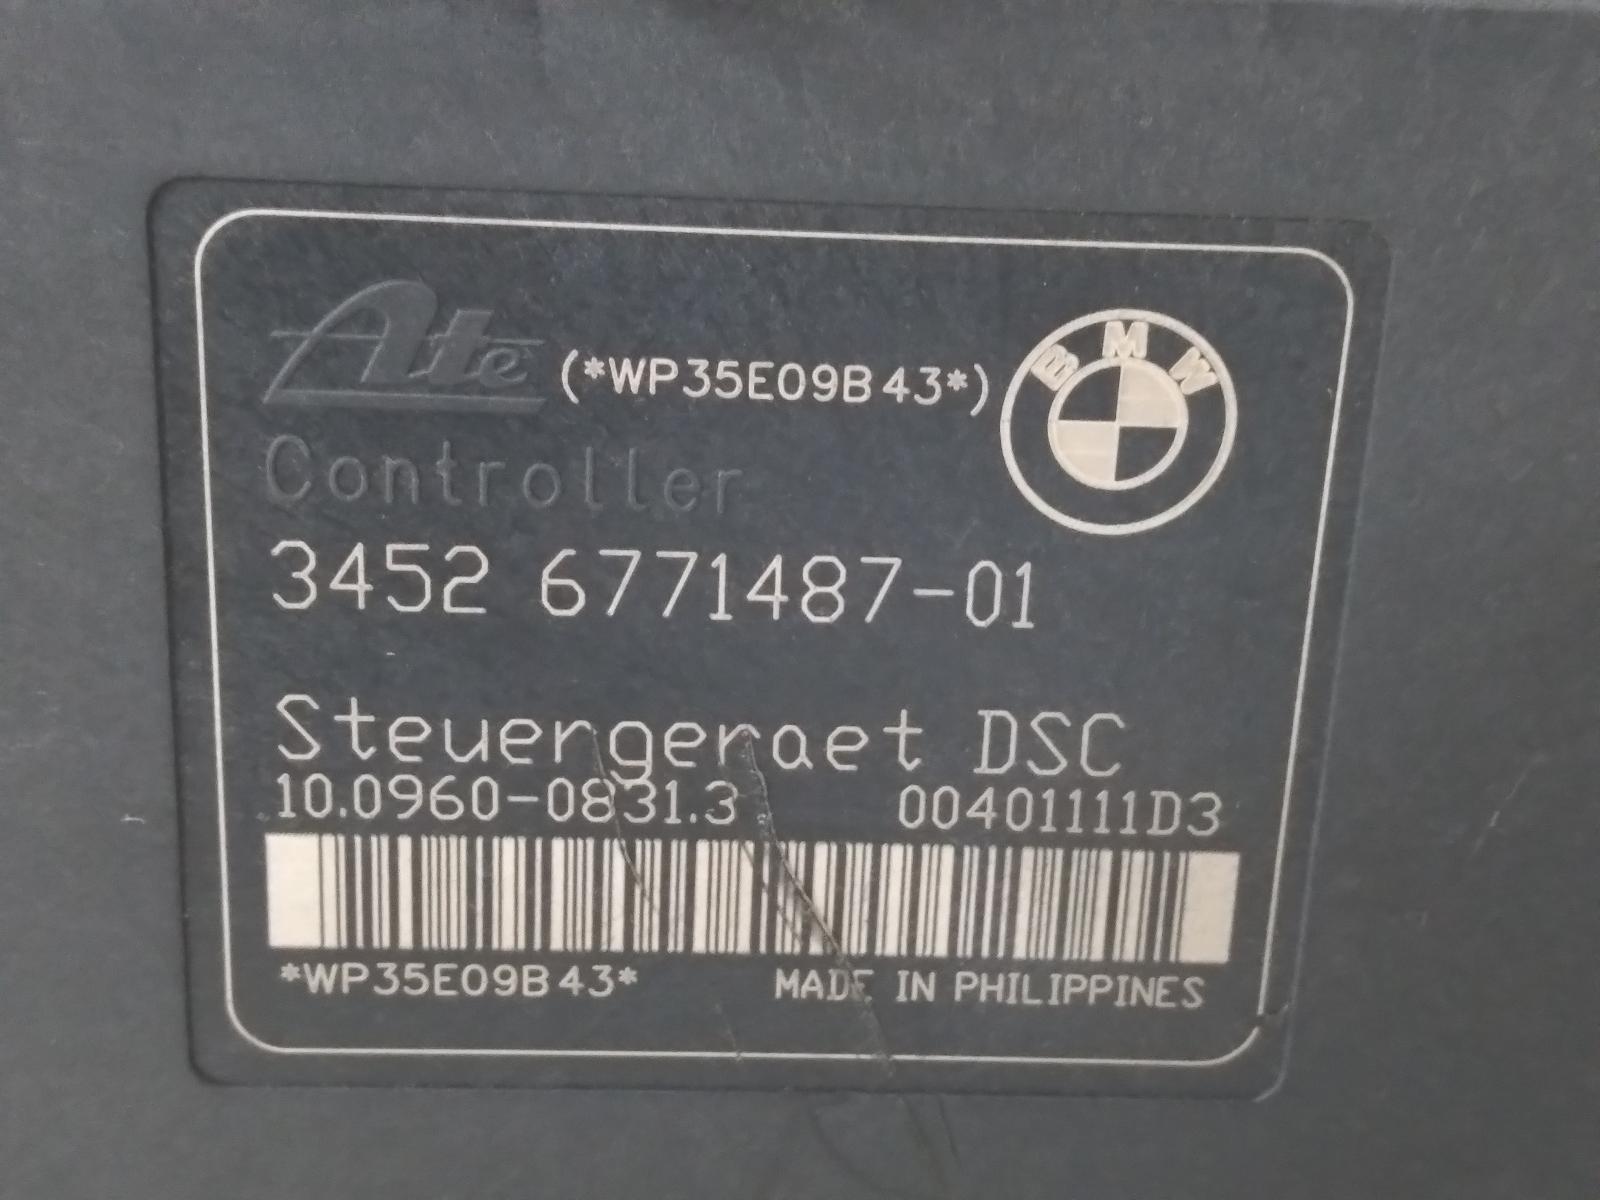 Ate (*WP35E09B43*) BMW
Controller
3452 6771487-01
Steuergeraet DSC
10.0960-0831.3 00401111D3
*WP35E09B43* MADE IN PHILIPPINES